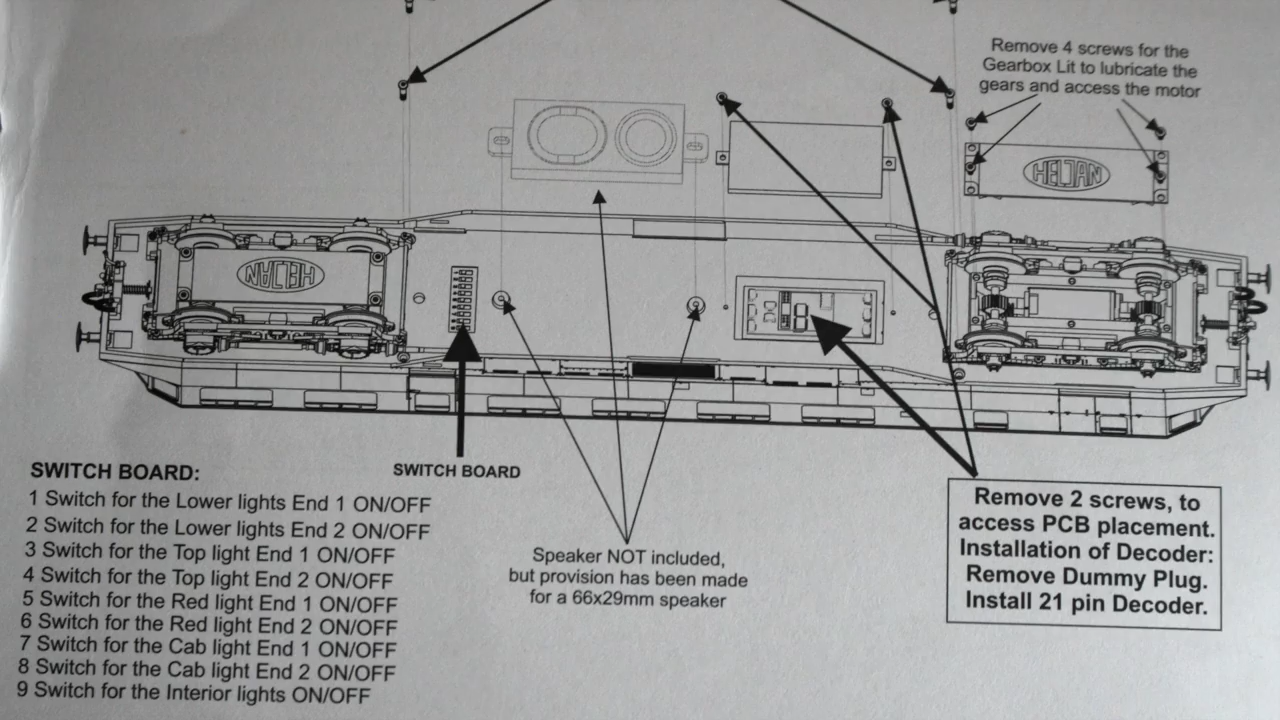 Remove 4 screws for the
Gearbox Lit to lubricate the
gears and access the motor
HELJAN
HELJAN
SWITCH BOARD
SWITCH BOARD:
1 Switch for the Lower lights End 1 ON/OFF
2 Switch for the Lower lights End 2 ON/OFF
3 Switch for the Top light End 1 ON/OFF
4 Switch for the Top light End 2 ON/OFF
5 Switch for the Red light End 1 ON/OFF
6 Switch for the Red light End 2 ON/OFF
7 Switch for the Cab light End 1 ON/OFF
8 Switch for the Cab light End 2 ON/OFF
9 Switch for the Interior lights ON/OFF
Speaker NOT included,
but provision has been made
for a 66x29mm speaker
Remove 2 screws, to
access PCB placement.
Installation of Decoder:
Remove Dummy Plug.
Install 21 pin Decoder.